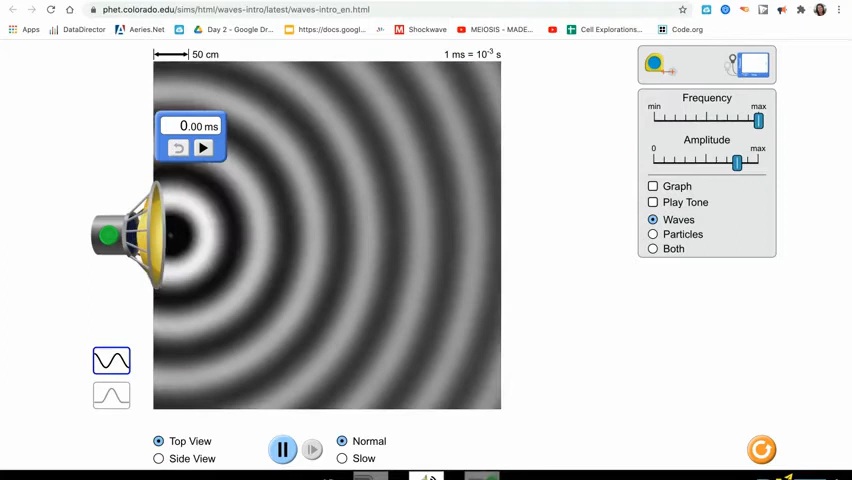 phet.colorado.edu/sims/html/waves-intro/latest/waves-intro_en.html
Apps DataDirector Aeries.Net Day 2 - Google Dr... https://docs.googl... Shockwave MEIOSIS - MADE... Cell Explorations... Code.org
50 cm 1 ms = 10⁻³ s
0.00 ms
Frequency
min max
Amplitude
0 max
Graph
Play Tone
Waves
Particles
Both
Top View Normal
Side View Slow